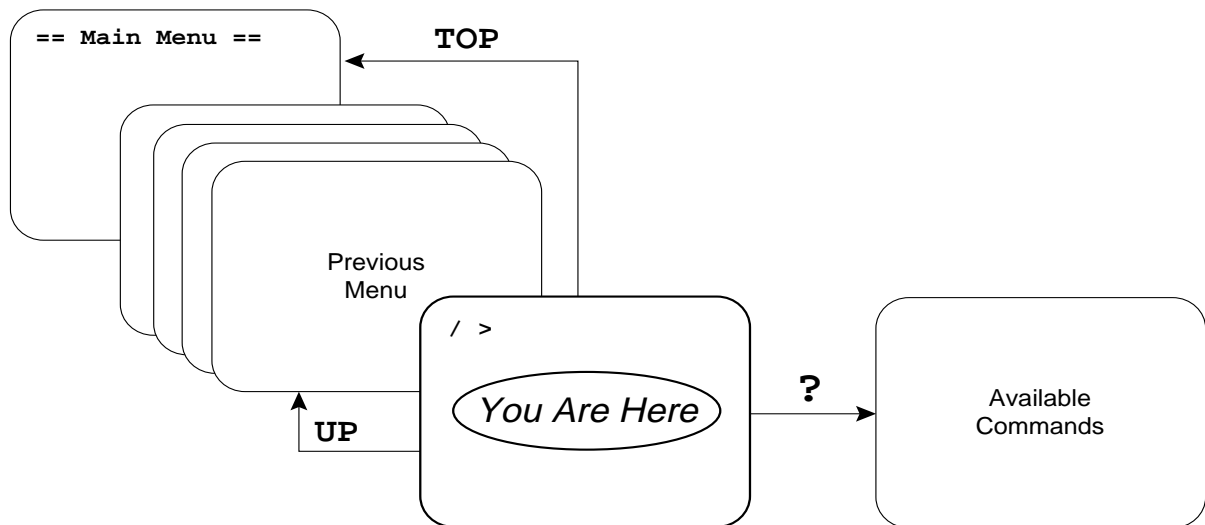 == Main Menu ==
TOP
Previous
Menu
/ >
You Are Here
UP
?
Available
Commands